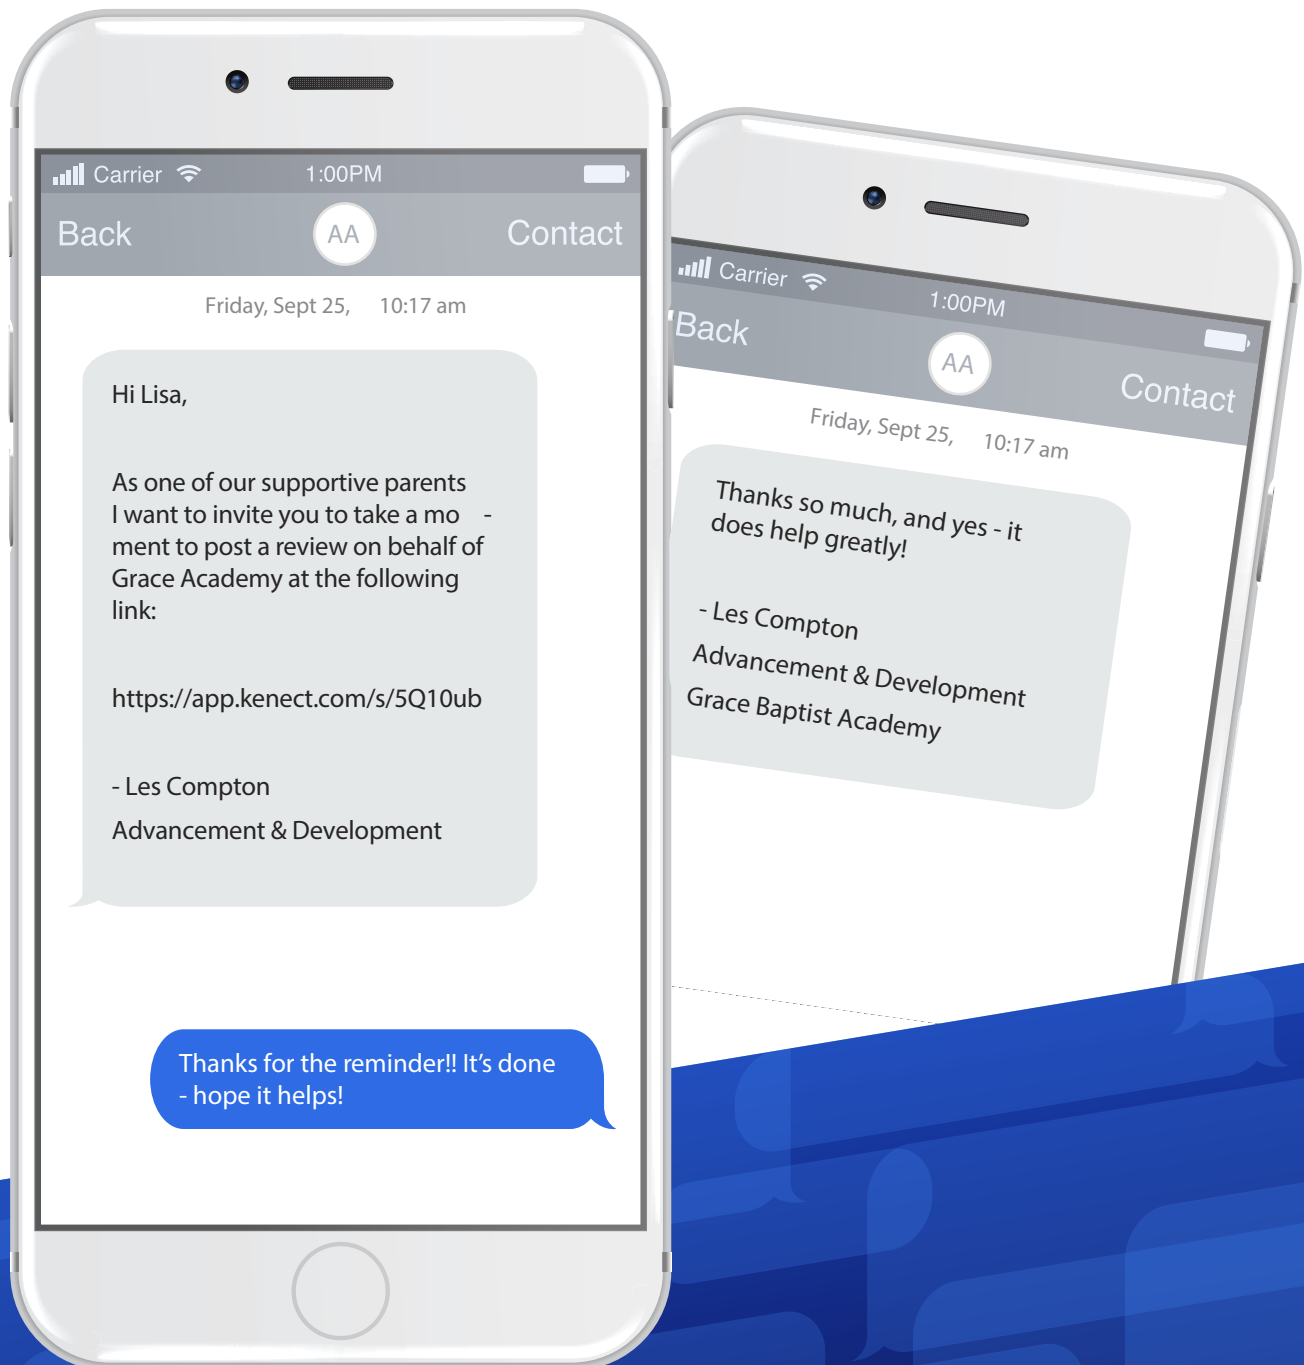 Carrier 1:00PM
Back AA Contact
Friday, Sept 25, 10:17 am
Hi Lisa,
As one of our supportive parents
I want to invite you to take a mo -
ment to post a review on behalf of
Grace Academy at the following
link:
https://app.kenect.com/s/5Q10ub
- Les Compton
Advancement & Development
Thanks for the reminder!! It’s done
- hope it helps!
Carrier 1:00PM
Back AA Contact
Friday, Sept 25, 10:17 am
Thanks so much, and yes - it
does help greatly!
- Les Compton
Advancement & Development
Grace Baptist Academy